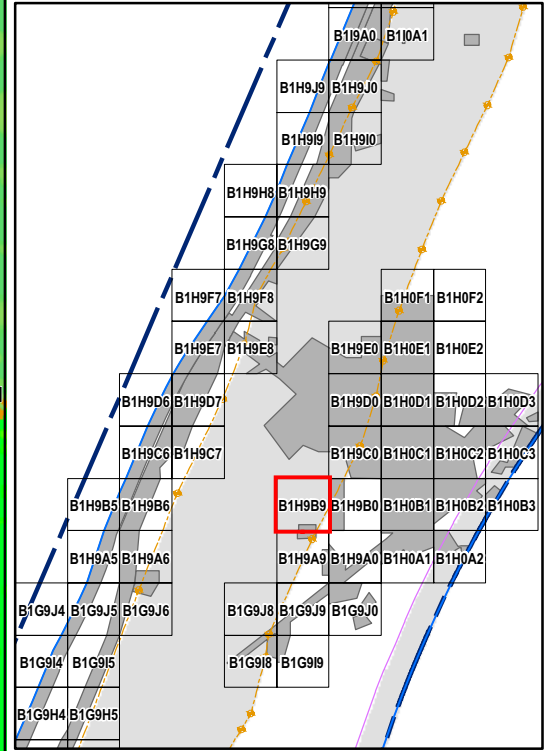 B1I9A0 B1I0A1
B1H9J9 B1H9J0
B1H9I9 B1H9I0
B1H9H8 B1H9H9
B1H9G8 B1H9G9
B1H9F7 B1H9F8 B1H0F1 B1H0F2
B1H9E7 B1H9E8 B1H9E0 B1H0E1 B1H0E2
B1H9D6 B1H9D7 B1H9D0 B1H0D1 B1H0D2 B1H0D3
B1H9C6 B1H9C7 B1H9C0 B1H0C1 B1H0C2 B1H0C3
B1H9B5 B1H9B6 B1H9B9 B1H9B0 B1H0B1 B1H0B2 B1H0B3
B1H9A5 B1H9A6 B1H9A9 B1H9A0 B1H0A1 B1H0A2
B1G9J4 B1G9J5 B1G9J6 B1G9J8 B1G9J9 B1G9J0
B1G9I4 B1G9I5 B1G9I8 B1G9I9
B1G9H4 B1G9H5